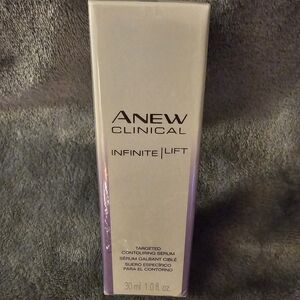 ANEW
CLINICAL
INFINITE | LIFT
TARGETED
CONTOURING SERUM
SÉRUM GALBANT CIBLÉ
SUERO ESPECÍFICO
PARA EL CONTORNO
30 ml 1.0 fl. oz.